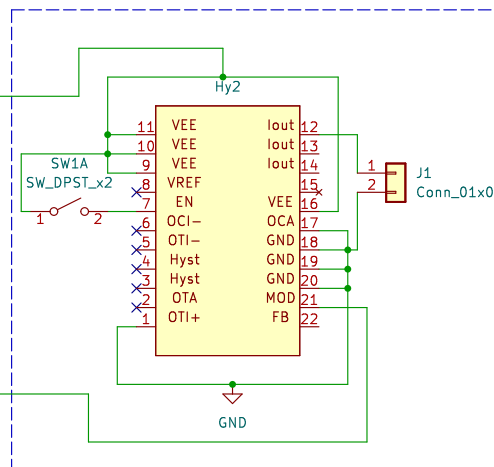 Hy2
11 VEE Iout 12
10 VEE Iout 13
9 VEE Iout 14
8 VREF 15
7 EN VEE 16
6 OCI- OCA 17
5 OTI- GND 18
4 Hyst GND 19
3 Hyst GND 20
2 OTA MOD 21
1 OTI+ FB 22
SW1A
SW_DPST_x2
1 2
1 J1
2 Conn_01x0
GND